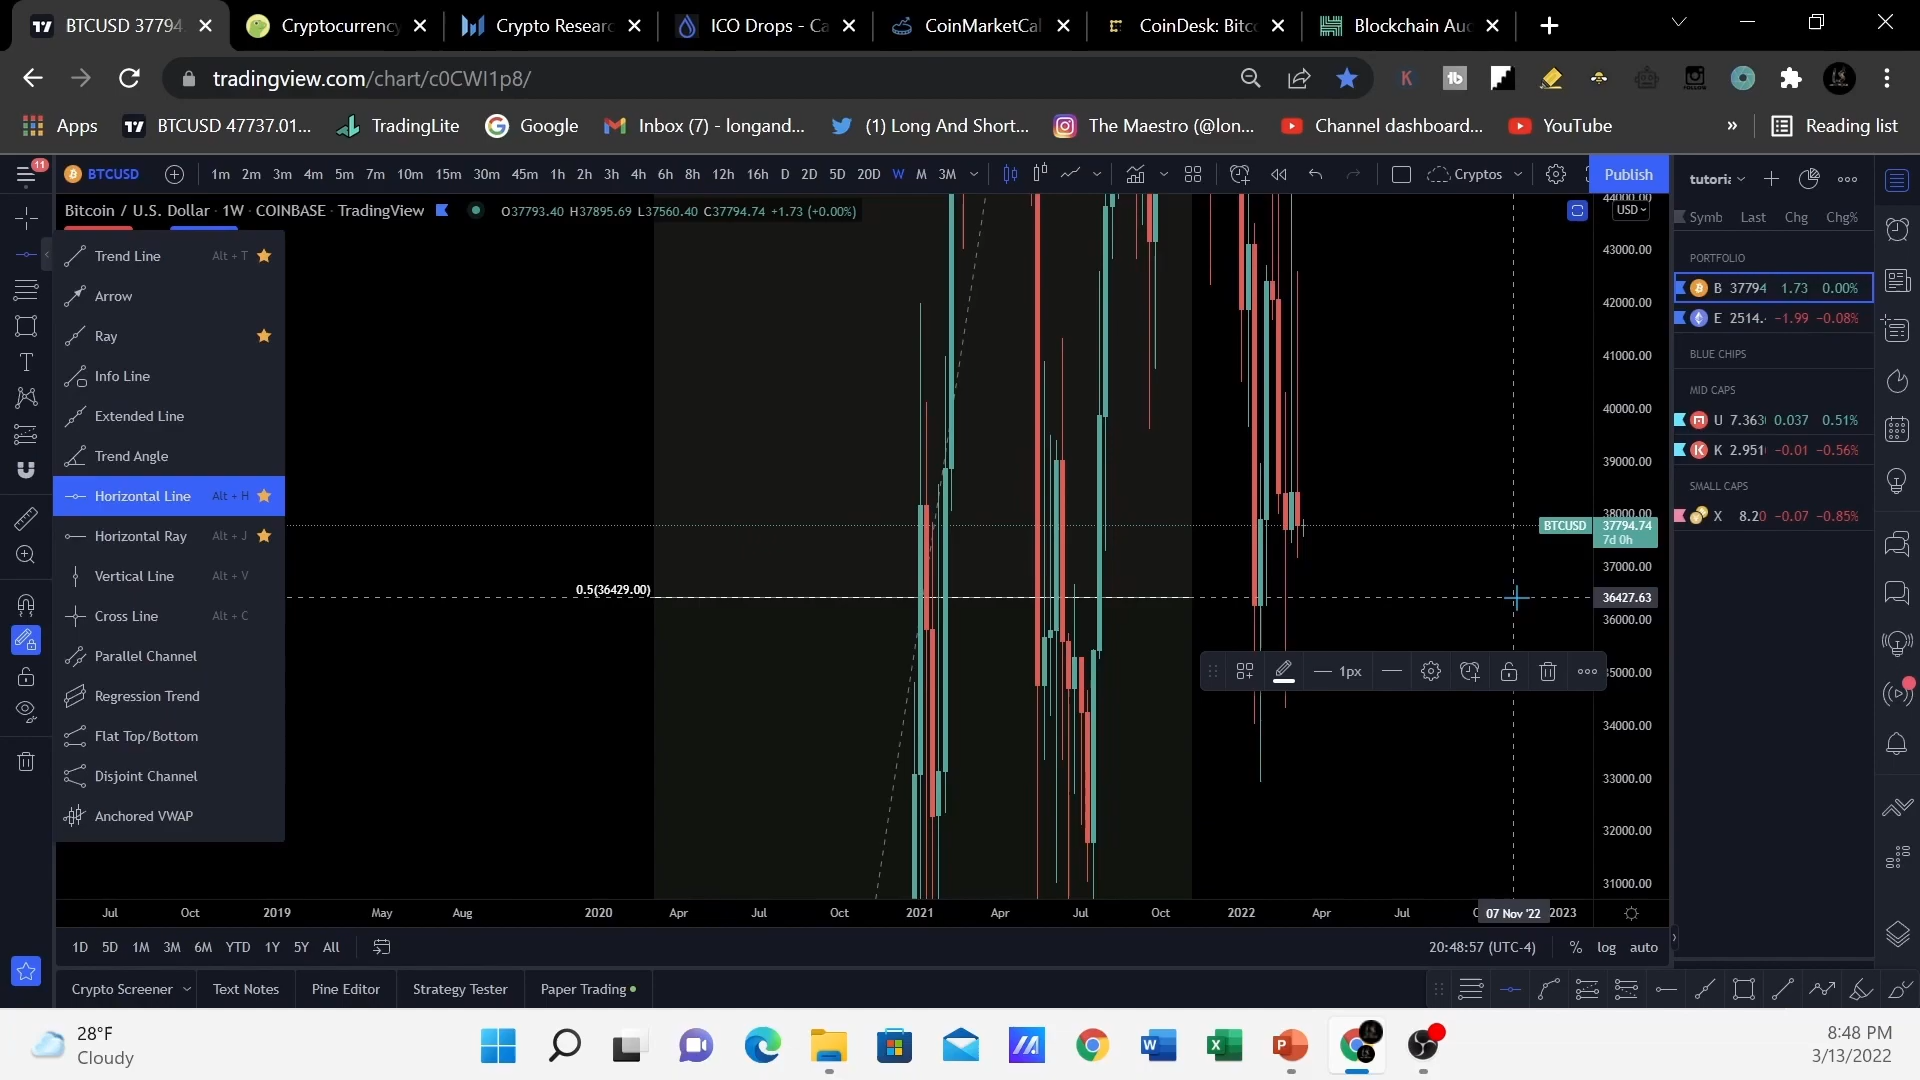 BTCUSD 37794.
Cryptocurrency
Crypto Researc
ICO Drops - Ca
CoinMarketCal
CoinDesk: Bitc
Blockchain Auc
tradingview.com/chart/c0CWI1p8/
Apps
BTCUSD 47737.01...
TradingLite
Google
Inbox (7) - longand...
(1) Long And Short...
The Maestro (@lon...
Channel dashboard...
YouTube
»
Reading list
11
BTCUSD
1m 2m 3m 4m 5m 7m 10m 15m 30m 45m 1h 2h 3h 4h 6h 8h 12h 16h D 2D 5D 20D W M 3M
Cryptos
Publish
tutoria
Bitcoin / U.S. Dollar · 1W · COINBASE · TradingView
O37793.40 H37895.69 L37560.40 C37794.74 +1.73 (+0.00%)
USD
Symb Last Chg Chg%
PORTFOLIO
B 37794 1.73 0.00%
E 2514. -1.99 -0.08%
BLUE CHIPS
MID CAPS
U 7.363 0.037 0.51%
K 2.951 -0.01 -0.56%
SMALL CAPS
X 8.20 -0.07 -0.85%
Trend Line Alt + T
Arrow
Ray
Info Line
Extended Line
Trend Angle
Horizontal Line Alt + H
Horizontal Ray Alt + J
Vertical Line Alt + V
Cross Line Alt + C
Parallel Channel
Regression Trend
Flat Top/Bottom
Disjoint Channel
Anchored VWAP
0.5(36429.00)
1px
44000.00
43000.00
42000.00
41000.00
40000.00
39000.00
38000.00
BTCUSD 37794.74
7d 0h
37000.00
36427.63
36000.00
35000.00
34000.00
33000.00
32000.00
31000.00
Jul Oct 2019 May Aug 2020 Apr Jul Oct 2021 Apr Jul Oct 2022 Apr Jul 07 Nov '22 2023
1D 5D 1M 3M 6M YTD 1Y 5Y All
20:48:57 (UTC-4)
% log auto
Crypto Screener
Text Notes
Pine Editor
Strategy Tester
Paper Trading
28°F
Cloudy
8:48 PM
3/13/2022